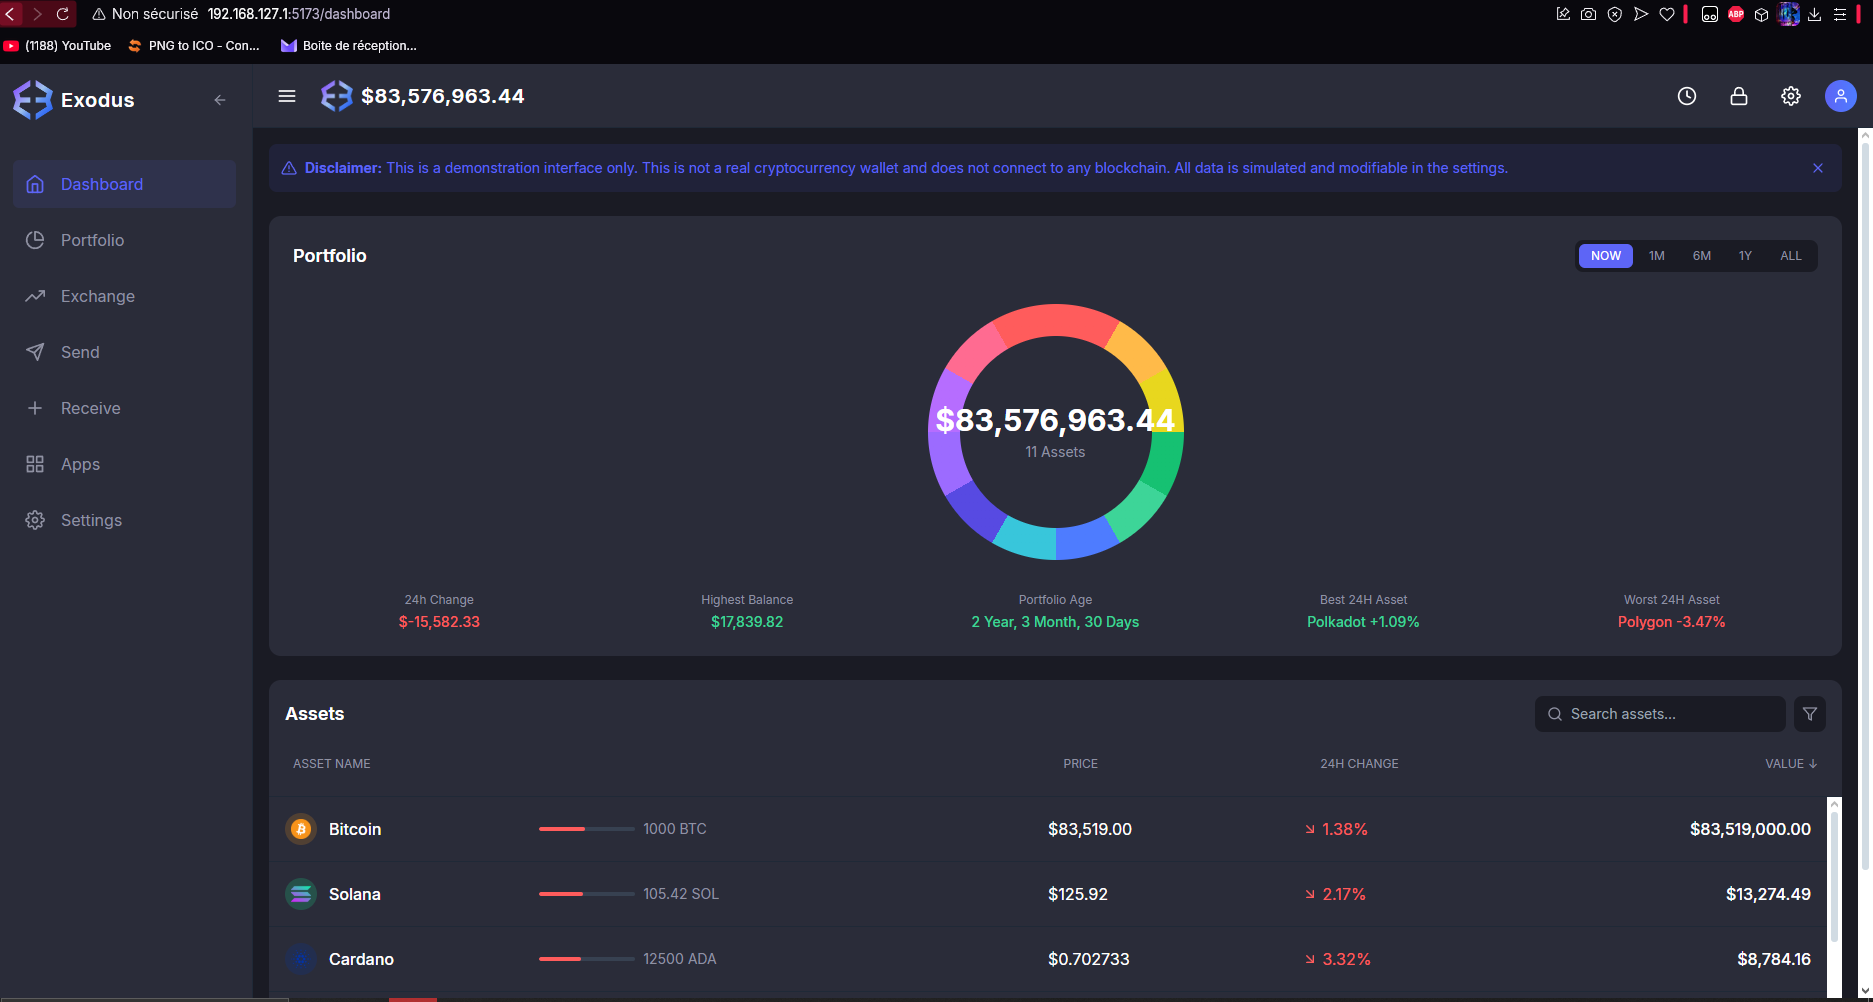 Non sécurisé 192.168.127.1:5173/dashboard
ABP
(1188) YouTube PNG to ICO - Con... Boite de réception...
Exodus
$83,576,963.44
Disclaimer: This is a demonstration interface only. This is not a real cryptocurrency wallet and does not connect to any blockchain. All data is simulated and modifiable in the settings.
Dashboard
Portfolio
Exchange
Send
Receive
Apps
Settings
Portfolio
NOW 1M 6M 1Y ALL
$83,576,963.44
11 Assets
24h Change Highest Balance Portfolio Age Best 24H Asset Worst 24H Asset
$-15,582.33 $17,839.82 2 Year, 3 Month, 30 Days Polkadot +1.09% Polygon -3.47%
Assets
Search assets...
ASSET NAME PRICE 24H CHANGE VALUE ↓
Bitcoin 1000 BTC $83,519.00 ↘ 1.38% $83,519,000.00
Solana 105.42 SOL $125.92 ↘ 2.17% $13,274.49
Cardano 12500 ADA $0.702733 ↘ 3.32% $8,784.16